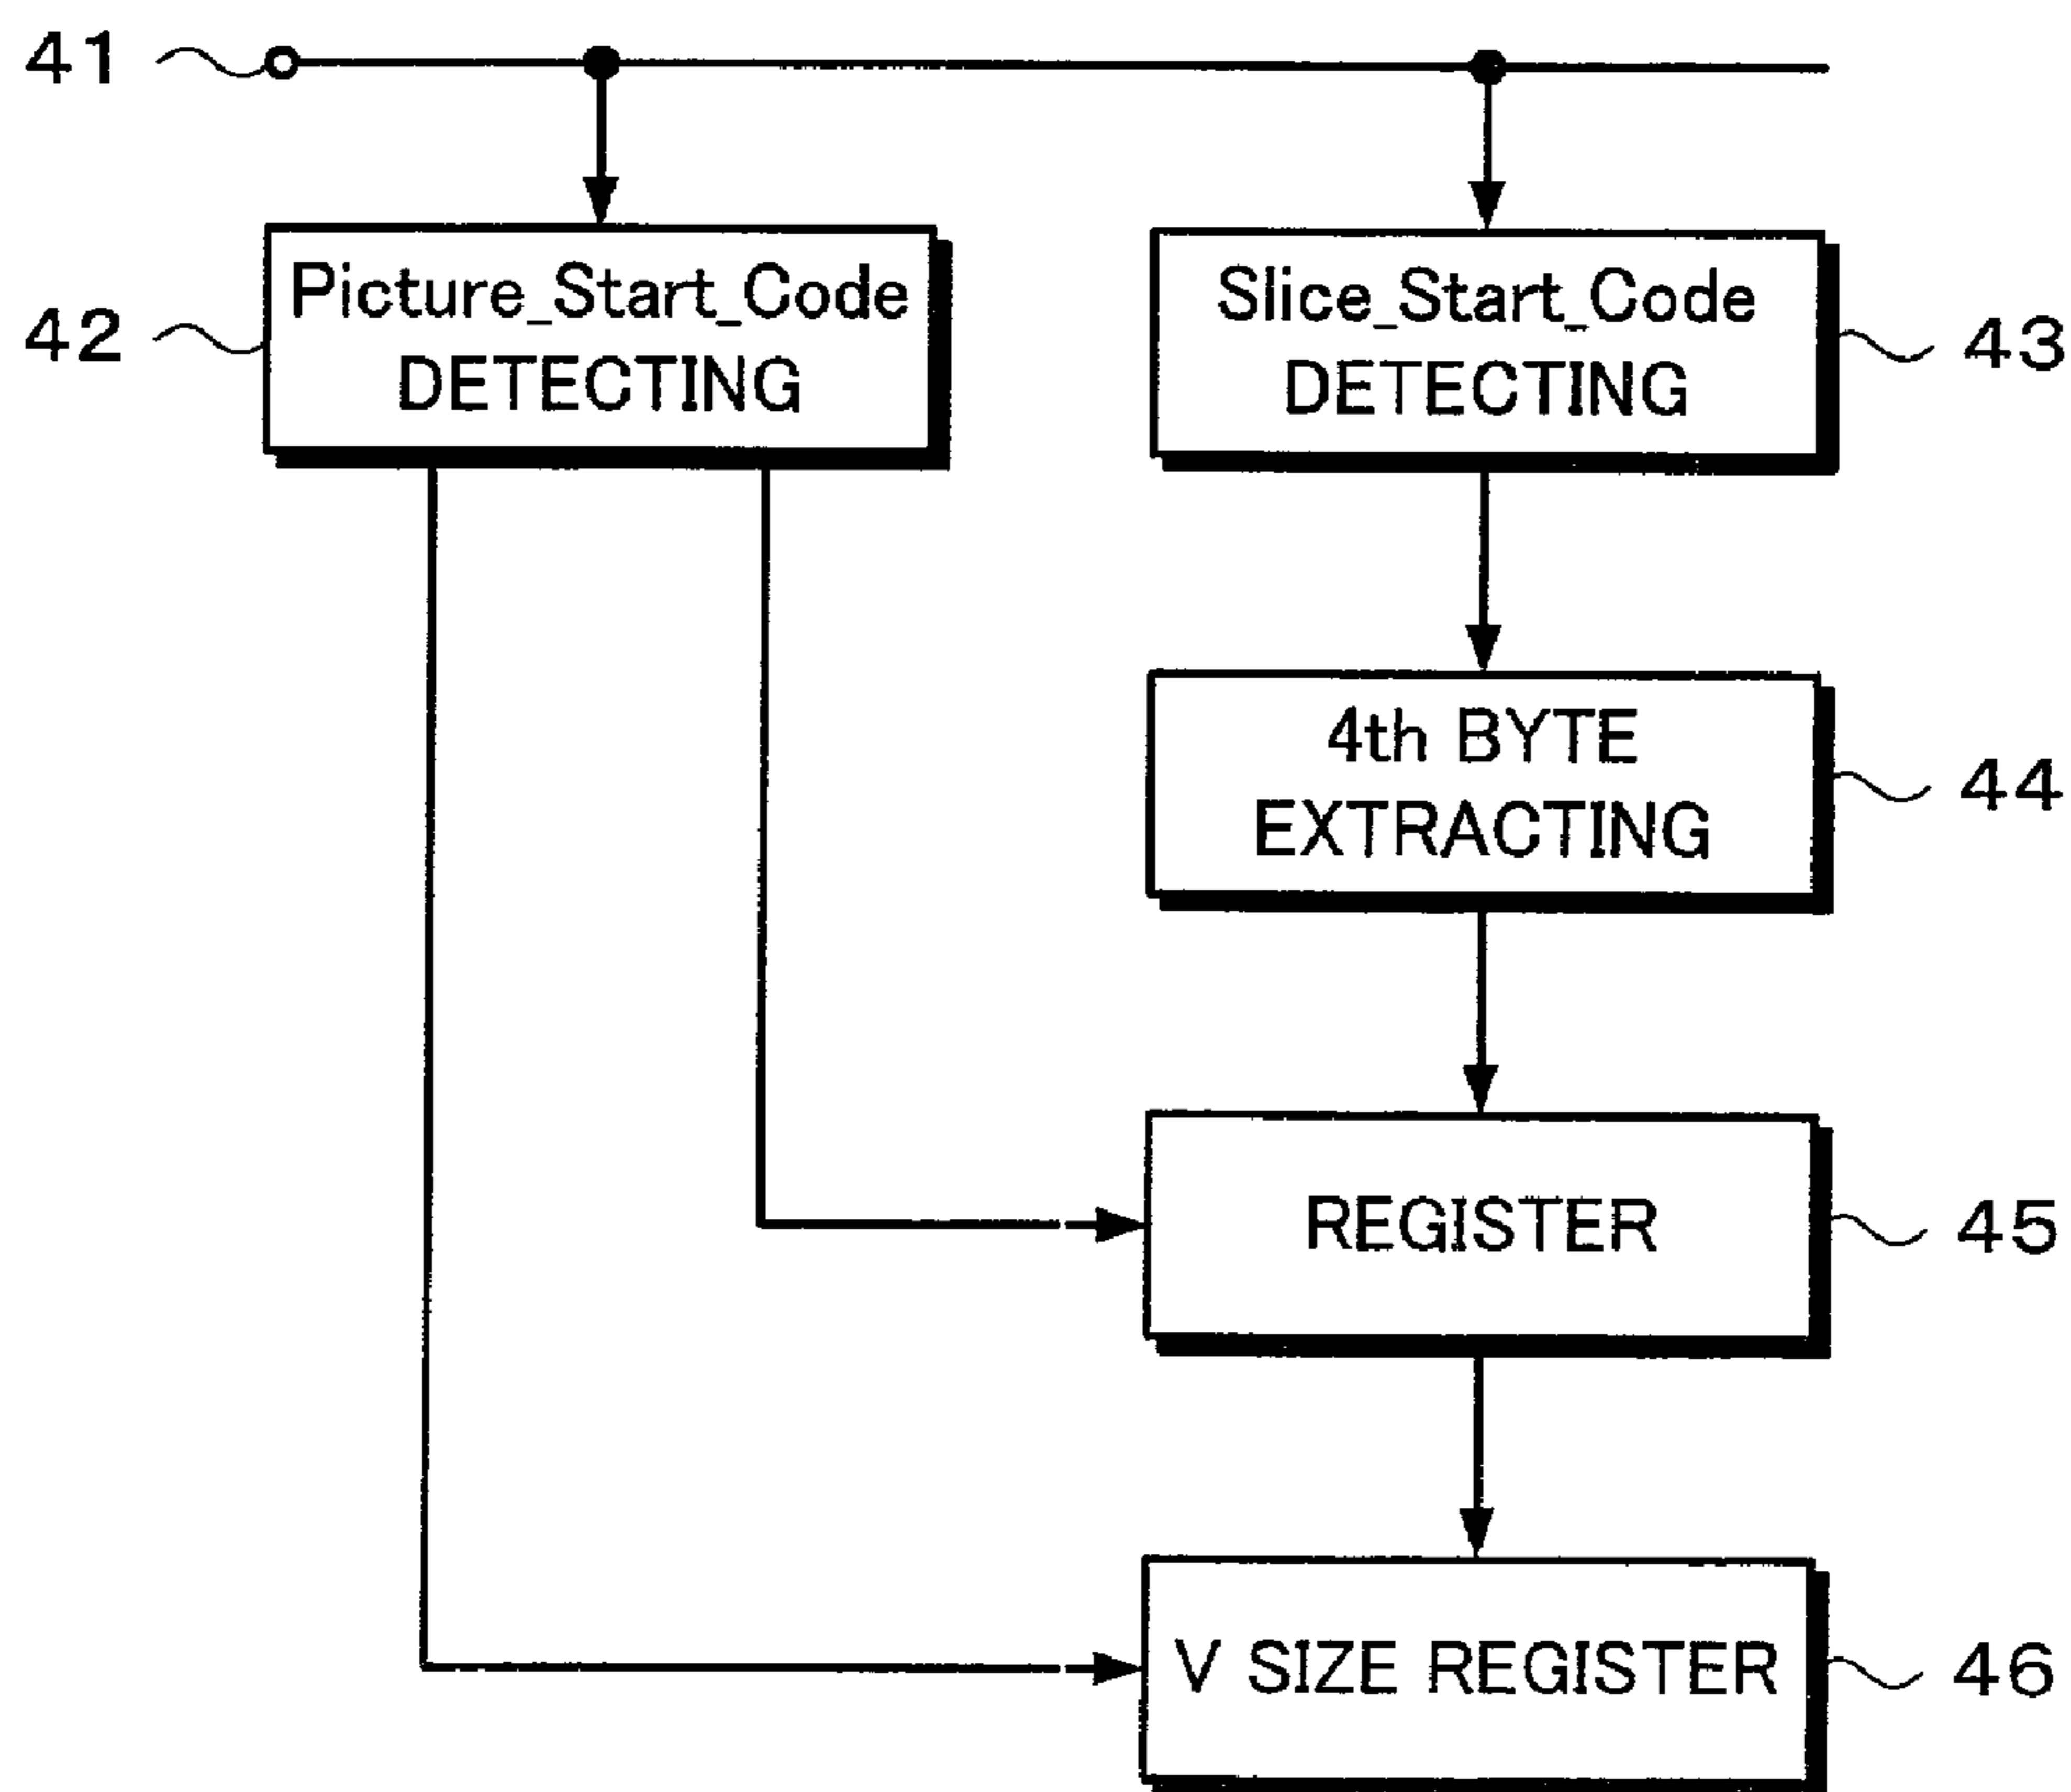 41
Picture_Start_Code
DETECTING
42
Slice_Start_Code
DETECTING
43
4th BYTE
EXTRACTING
44
REGISTER
45
V SIZE REGISTER
46